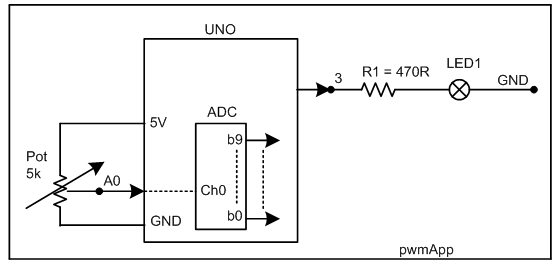 UNO
LED1
R1 = 470R
GND
3
ADC
5V
b9
Pot
5k
A0
Ch0
GND
b0
pwmApp